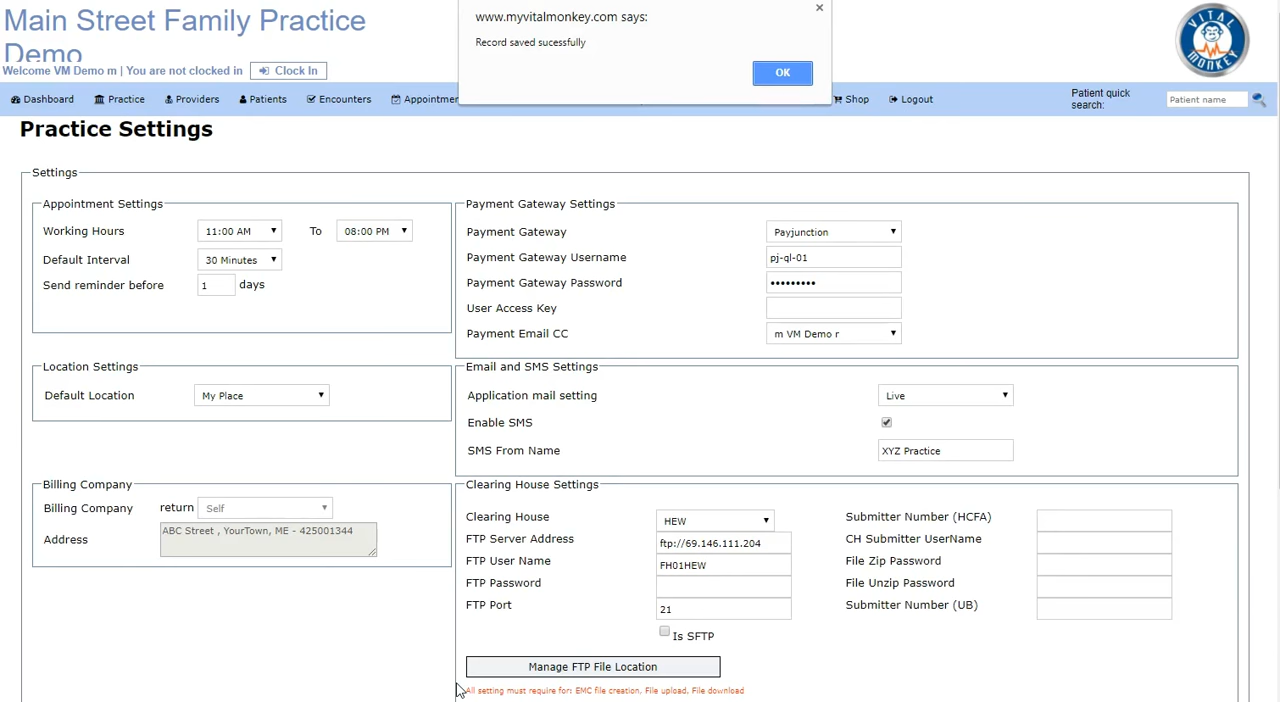 Main Street Family Practice
Demo
www.myvitalmonkey.com says:
Record saved sucessfully
OK
VITAL
MONKEY
Welcome VM Demo m | You are not clocked in Clock In
Dashboard Practice Providers Patients Encounters Appointmen Shop Logout
Patient quick
search:
Patient name
Practice Settings
Settings
Appointment Settings
Working Hours 11:00 AM To 08:00 PM
Default Interval 30 Minutes
Send reminder before 1 days
Payment Gateway Settings
Payment Gateway Payjunction
Payment Gateway Username pj-ql-01
Payment Gateway Password •••••••••
User Access Key
Payment Email CC m VM Demo r
Location Settings
Default Location My Place
Email and SMS Settings
Application mail setting Live
Enable SMS
SMS From Name XYZ Practice
Billing Company
Billing Company return Self
Address ABC Street , YourTown, ME - 425001344
Clearing House Settings
Clearing House HEW Submitter Number (HCFA)
FTP Server Address ftp://69.146.111.204 CH Submitter UserName
FTP User Name FH01HEW File Zip Password
FTP Password File Unzip Password
FTP Port 21 Submitter Number (UB)
Is SFTP
Manage FTP File Location
All setting must require for: EMC file creation, File upload, File download